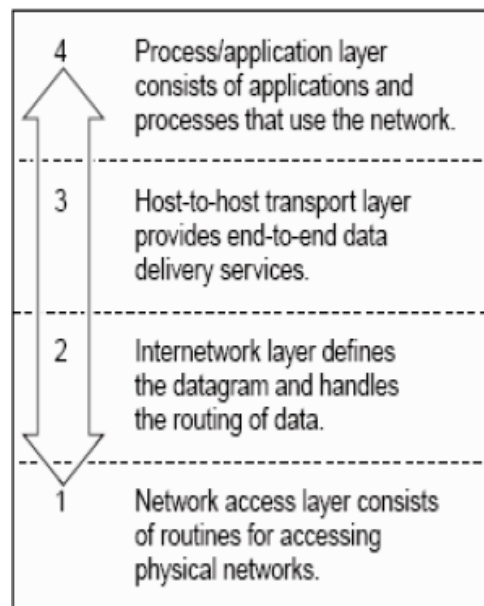 4 Process/application layer
consists of applications and
processes that use the network.
3 Host-to-host transport layer
provides end-to-end data
delivery services.
2 Internetwork layer defines
the datagram and handles
the routing of data.
1 Network access layer consists
of routines for accessing
physical networks.